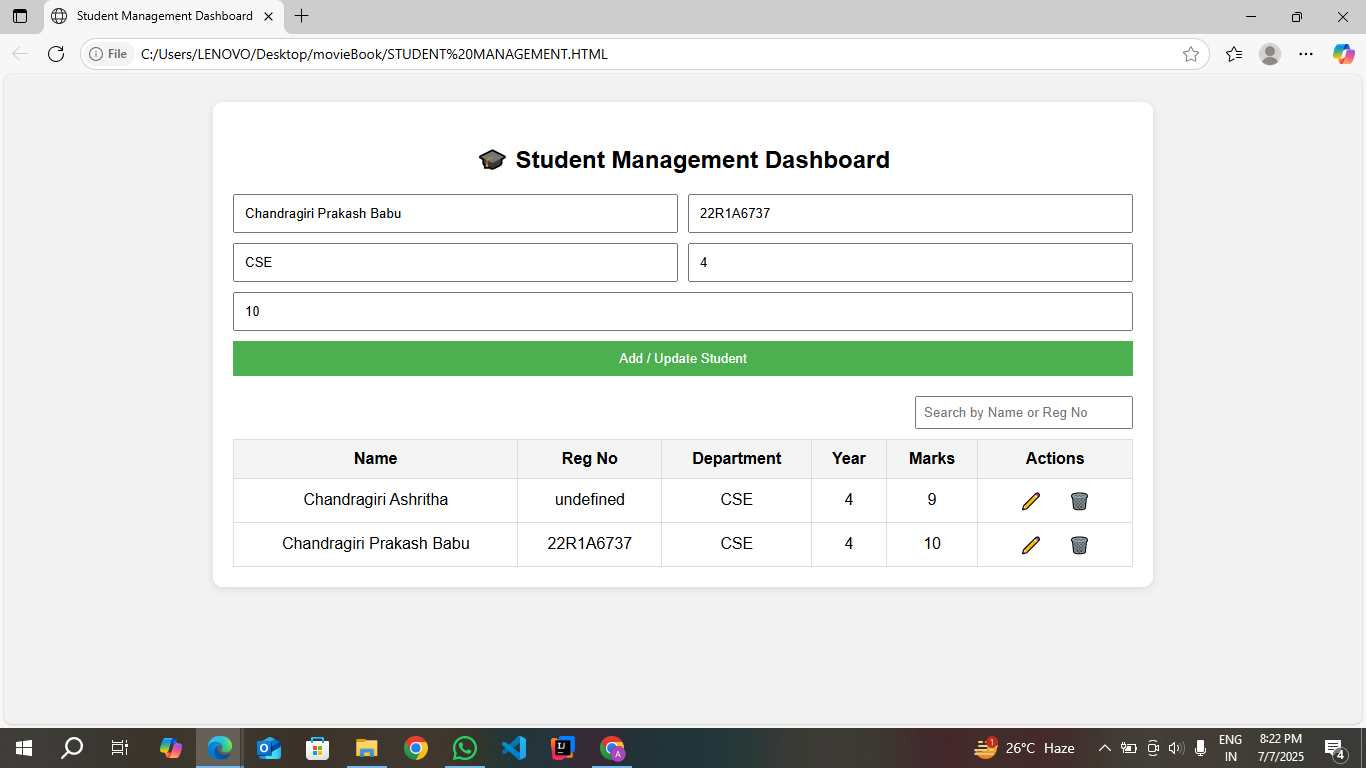 Student Management Dashboard
File C:/Users/LENOVO/Desktop/movieBook/STUDENT%20MANAGEMENT.HTML
Student Management Dashboard
Chandragiri Prakash Babu 22R1A6737
CSE 4
10
Add / Update Student
Search by Name or Reg No
Name Reg No Department Year Marks Actions
Chandragiri Ashritha undefined CSE 4 9
Chandragiri Prakash Babu 22R1A6737 CSE 4 10
1 26°C Haze ENG IN 8:22 PM 7/7/2025 4